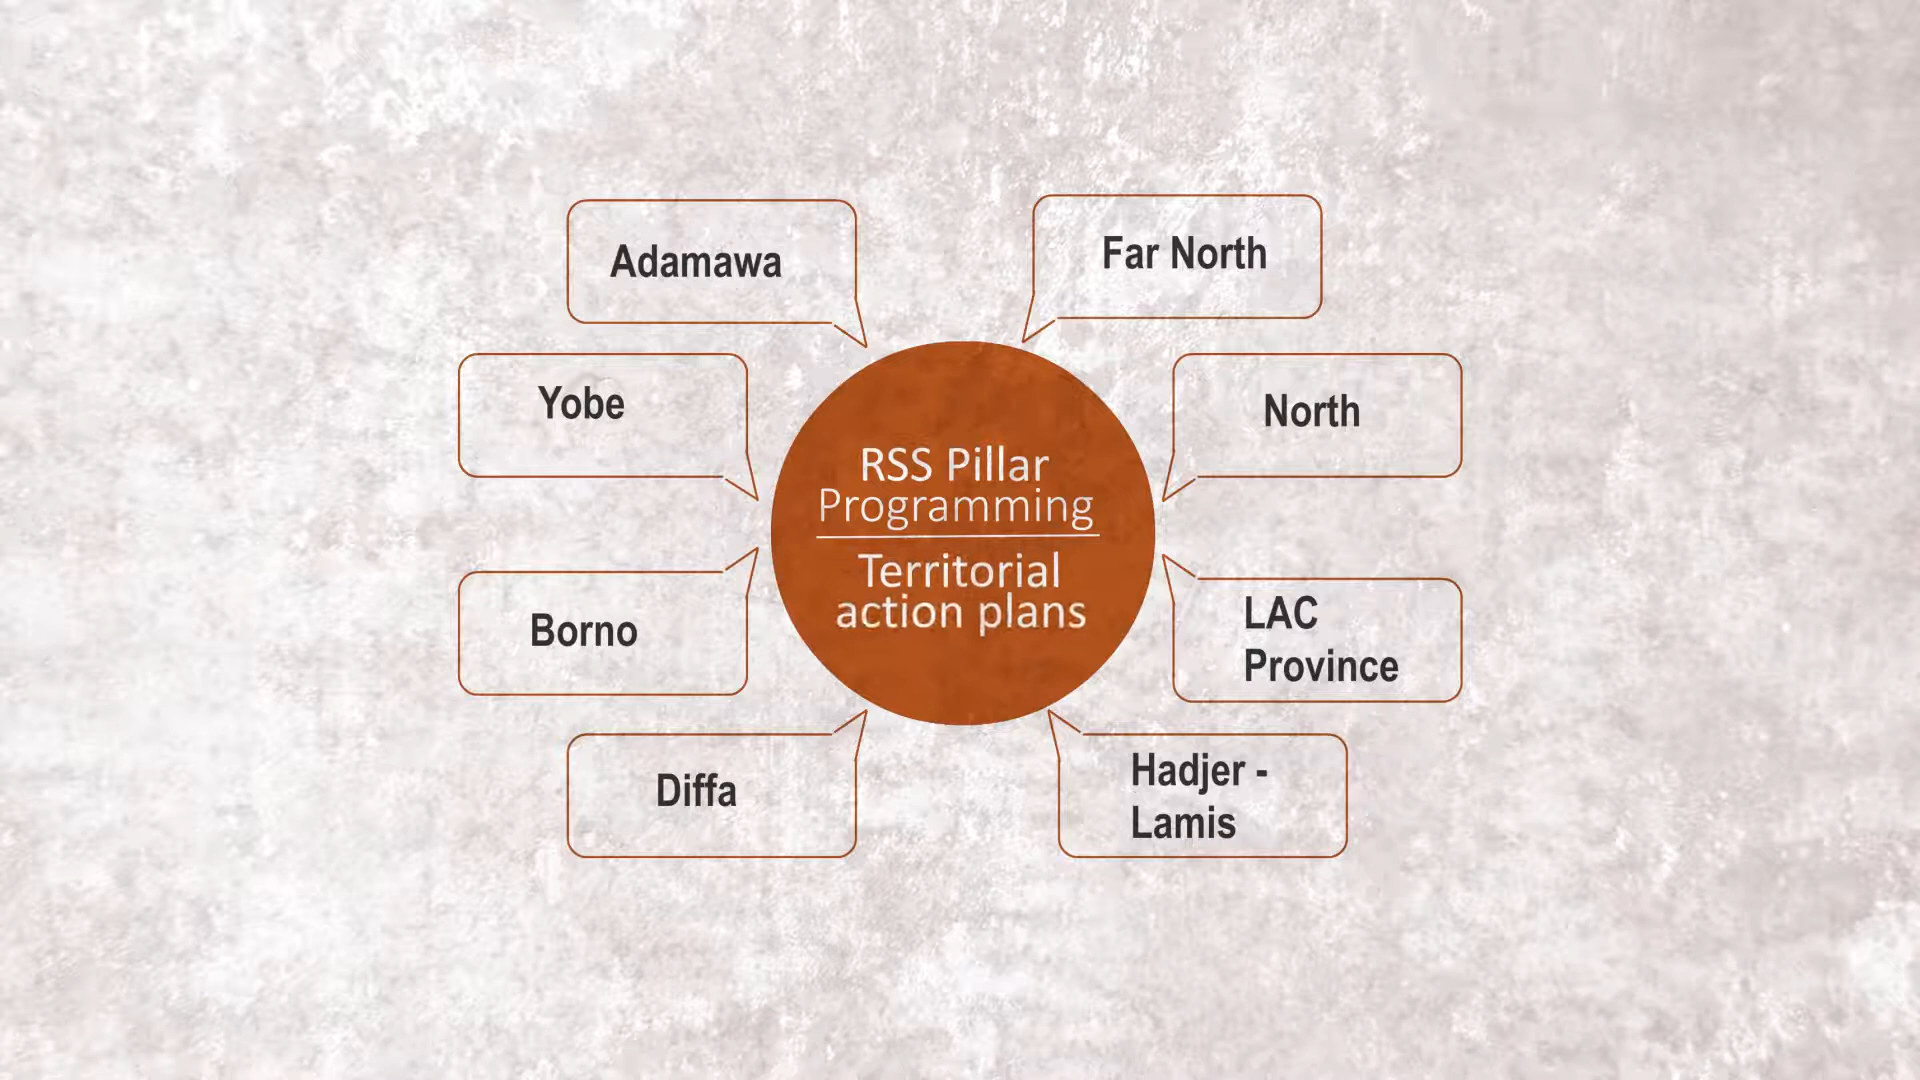 Adamawa
Far North
Yobe
North
RSS Pillar
Programming
Territorial
action plans
Borno
LAC
Province
Diffa
Hadjer -
Lamis